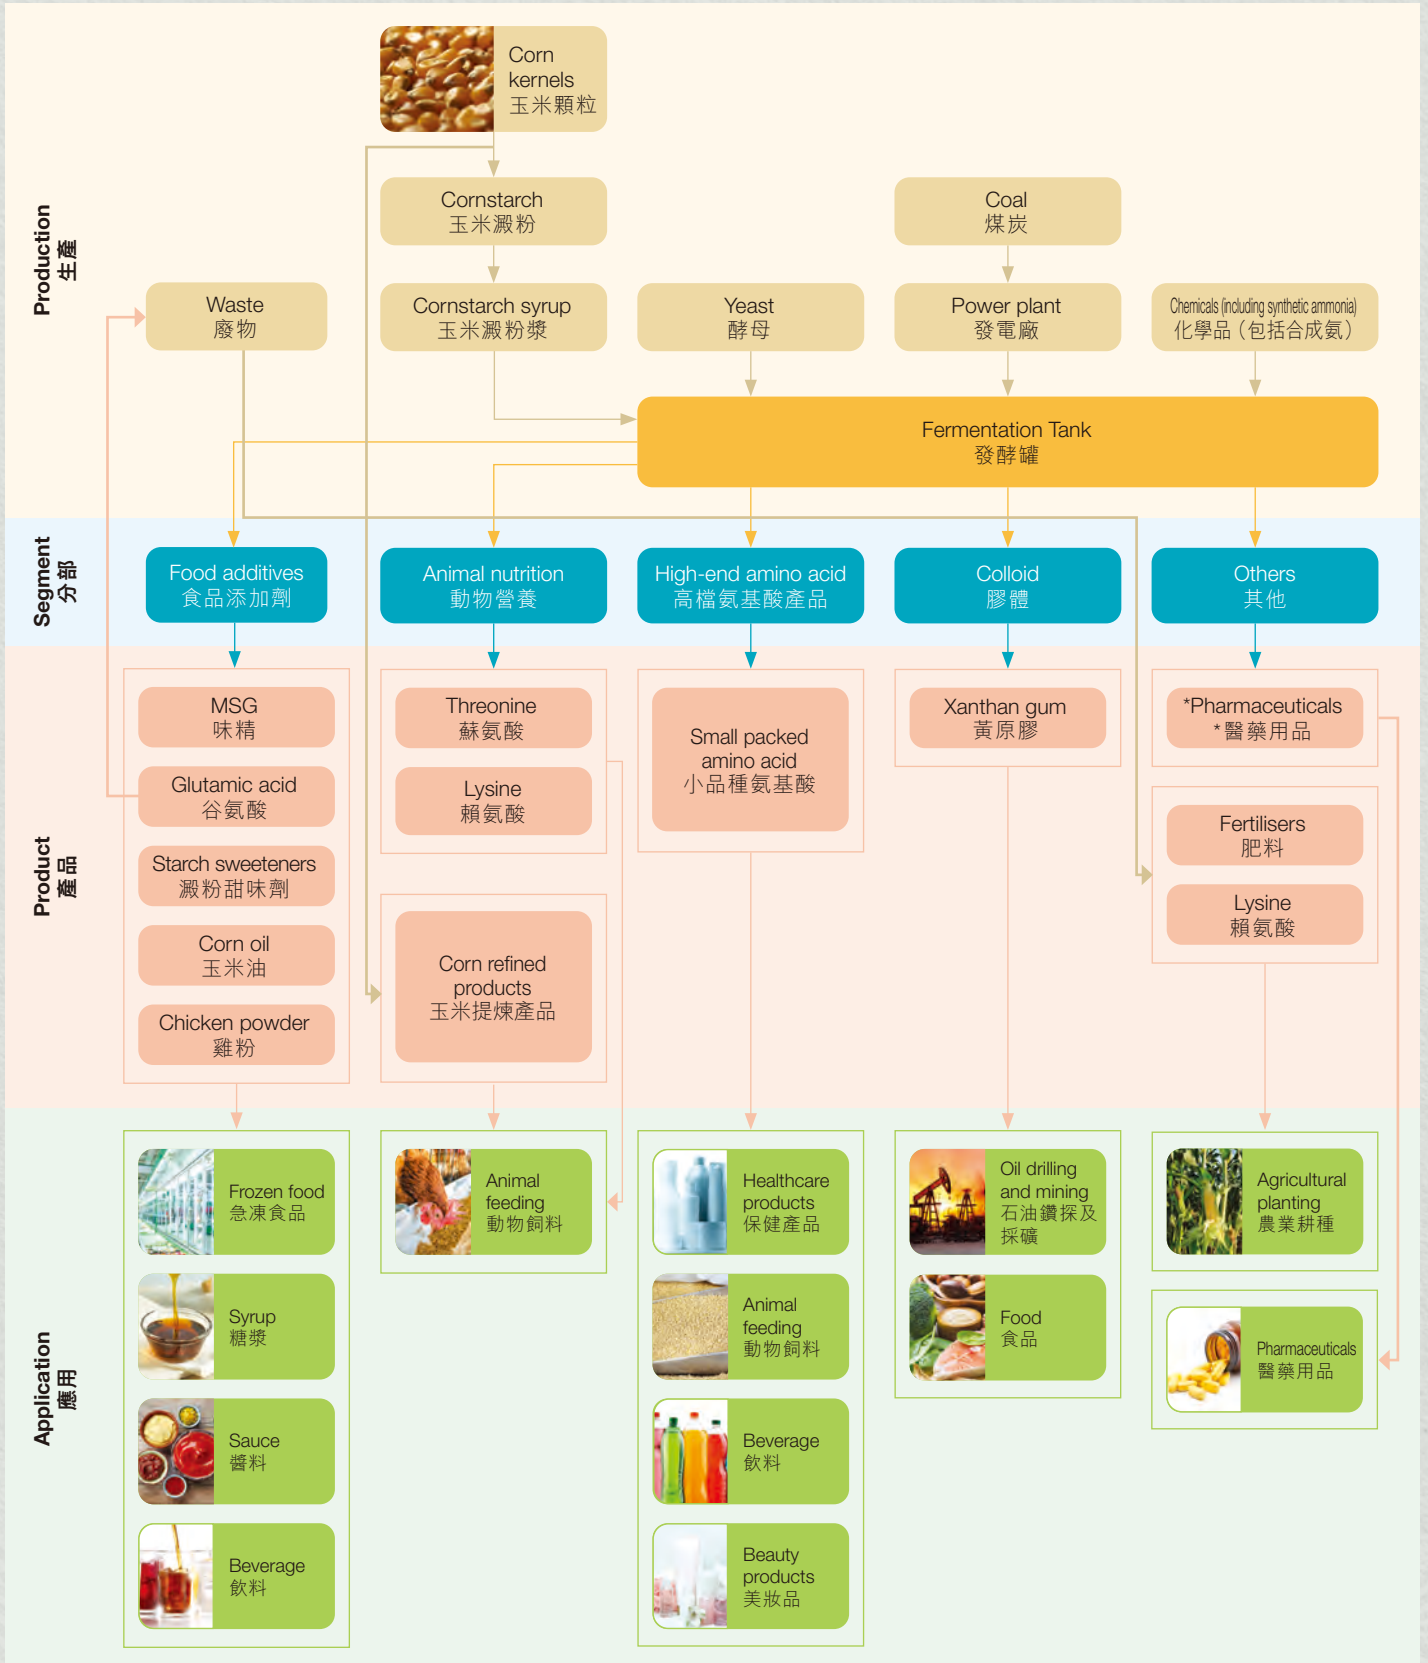 Corn
kernels
玉米顆粒
Production
生產
Cornstarch
玉米澱粉
Coal
煤炭
Waste
廢物
Cornstarch syrup
玉米澱粉漿
Yeast
酵母
Power plant
發電廠
Chemicals (including synthetic ammonia)
化學品（包括合成氨）
Fermentation Tank
發酵罐
Segment
分部
Food additives
食品添加劑
Animal nutrition
動物營養
High-end amino acid
高檔氨基酸產品
Colloid
膠體
Others
其他
Product
產品
MSG
味精
Glutamic acid
谷氨酸
Starch sweeteners
澱粉甜味劑
Corn oil
玉米油
Chicken powder
雞粉
Threonine
蘇氨酸
Lysine
賴氨酸
Corn refined
products
玉米提煉產品
Small packed
amino acid
小品種氨基酸
Xanthan gum
黃原膠
*Pharmaceuticals
*醫藥用品
Fertilisers
肥料
Lysine
賴氨酸
Application
應用
Frozen food
急凍食品
Syrup
糖漿
Sauce
醬料
Beverage
飲料
Animal
feeding
動物飼料
Healthcare
products
保健產品
Animal
feeding
動物飼料
Beverage
飲料
Beauty
products
美妝品
Oil drilling
and mining
石油鑽探及
採礦
Food
食品
Agricultural
planting
農業耕種
Pharmaceuticals
醫藥用品